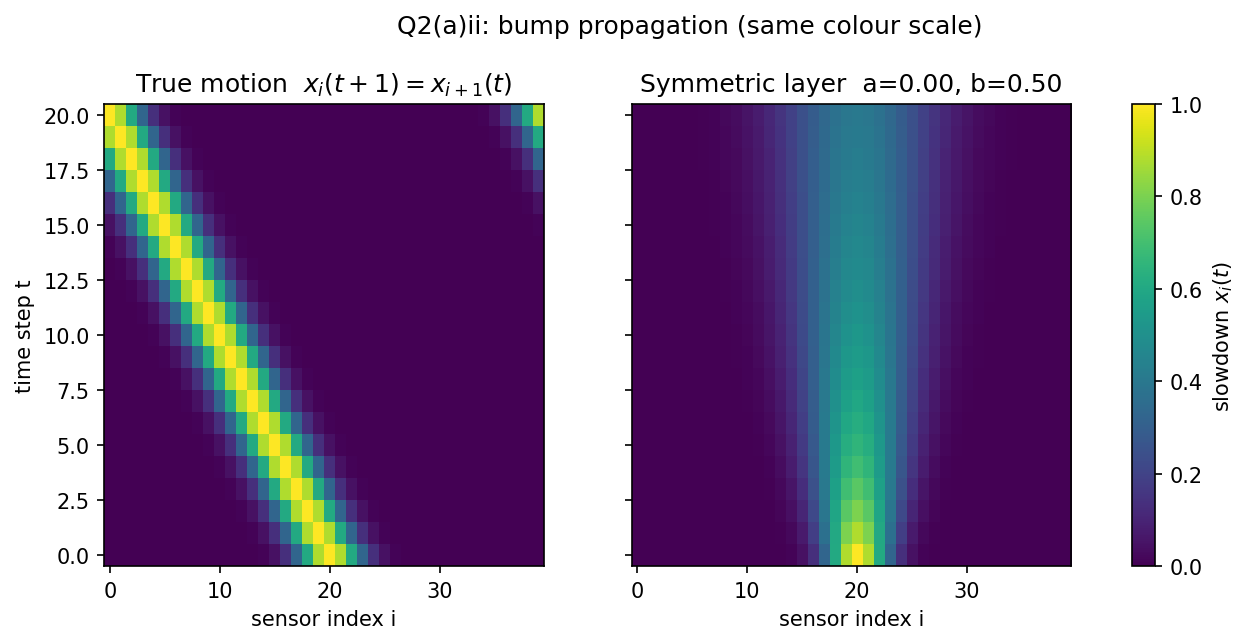 Q2(a)ii: bump propagation (same colour scale)
True motion x_i(t + 1) = x_{i+1}(t)
Symmetric layer a=0.00, b=0.50
time step t
20.0
17.5
15.0
12.5
10.0
7.5
5.0
2.5
0.0
0 10 20 30
sensor index i
0 10 20 30
sensor index i
1.0
0.8
0.6
0.4
0.2
0.0
slowdown x_i(t)